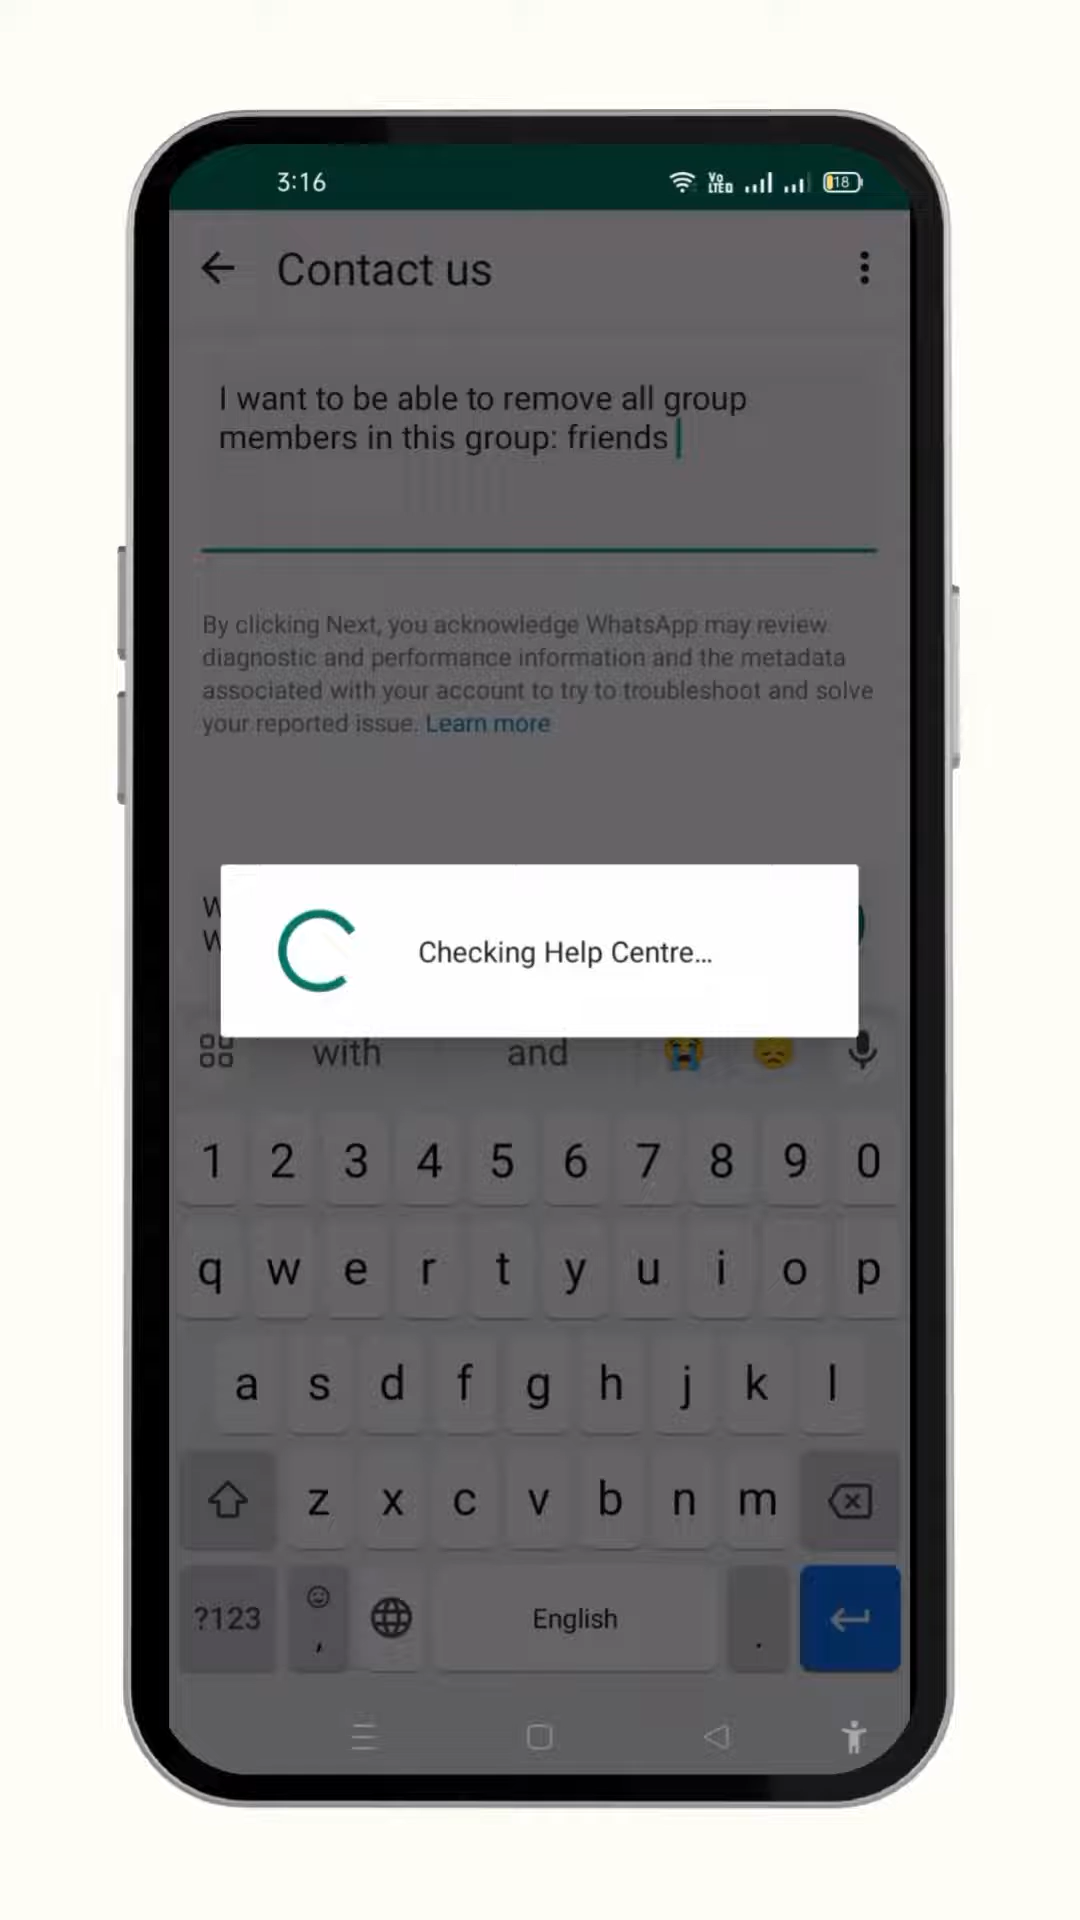 3:16
Vo
LTED
18
Contact us
I want to be able to remove all group
members in this group: friends
By clicking Next, you acknowledge WhatsApp may review
diagnostic and performance information and the metadata
associated with your account to try to troubleshoot and solve
your reported issue. Learn more
W
W
Checking Help Centre...
with and
1 2 3 4 5 6 7 8 9 0
q w e r t y u i o p
a s d f g h j k l
z x c v b n m
?123 , English .